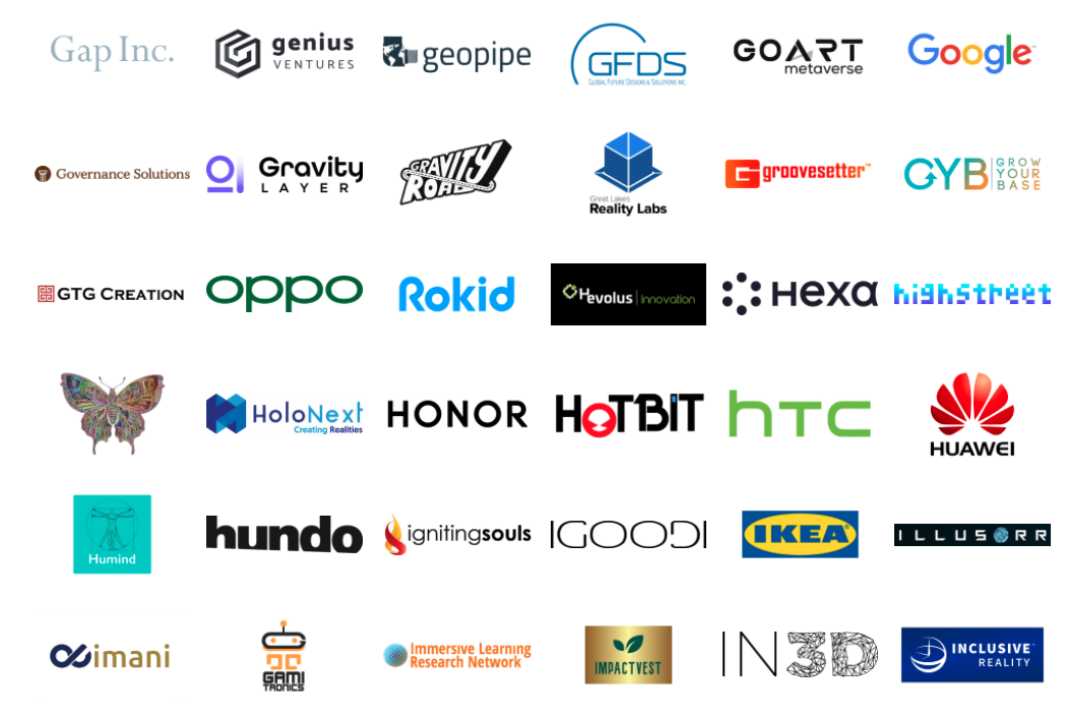 Gap Inc.
genius
VENTURES
geopipe
GFDS
GLOBAL FUTURE DESIGNS & SOLUTIONS INC.
GOART
metaverse
Google
Governance Solutions
Gravity
LAYER
GRAVITY
ROAD
Great Lakes
Reality Labs
groovesetter™
GYB
GROW
YOUR
BASE
GTG CREATION
oppo
Rokid
Hevolus Innovation
HEXA
highstreet
HoloNext
Creating Realities
HONOR
HOTBIT
hTC
HUAWEI
Humind
hundo
ignitingsouls
IGOODI
IKEA
ILLUSORR
imani
GAMI
TRONICS
Immersive Learning
Research Network
IMPACTVEST
IN3D
INCLUSIVE
REALITY